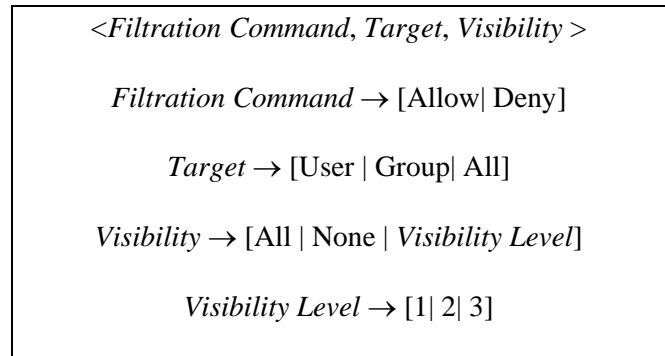 <Filtration Command, Target, Visibility >
Filtration Command → [Allow| Deny]
Target → [User | Group| All]
Visibility → [All | None | Visibility Level]
Visibility Level → [1| 2| 3]